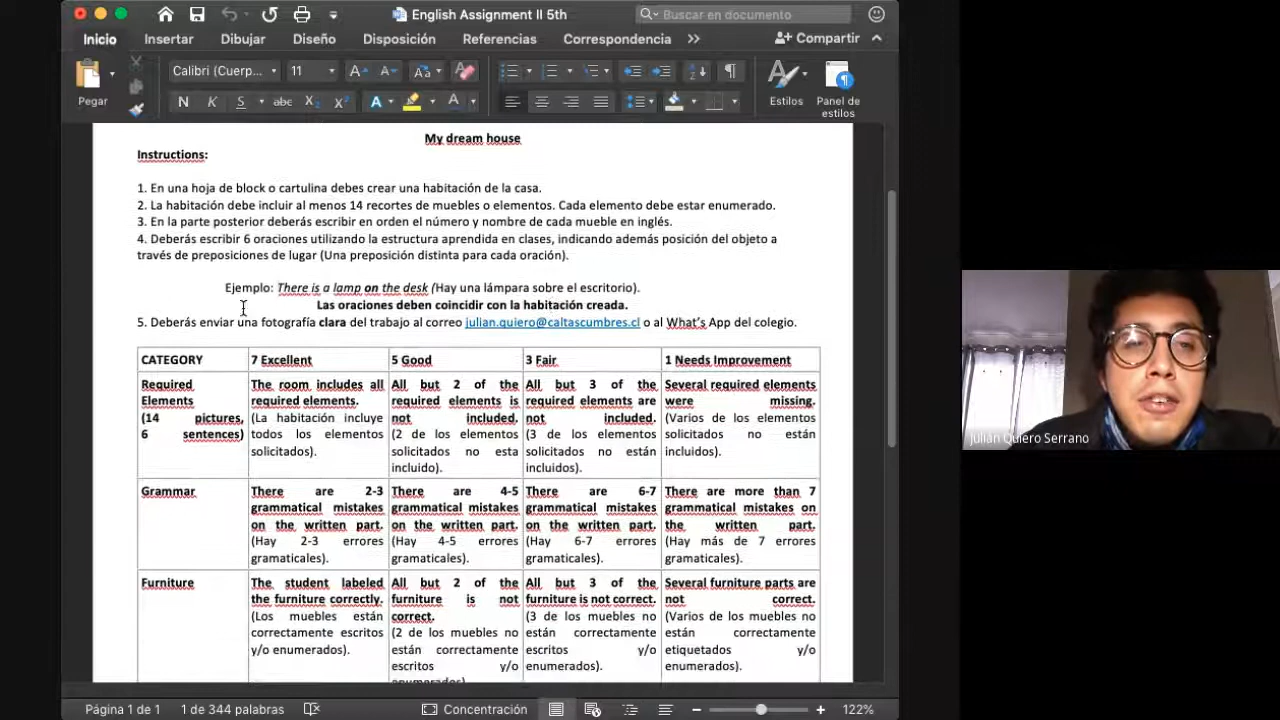 English Assignment II 5th
Buscar en documento
Inicio
Insertar
Dibujar
Diseño
Disposición
Referencias
Correspondencia
Compartir
Calibri (Cuerp...
11
Pegar
N K S abc X₂ X²
Estilos
Panel de
estilos
My dream house
Instructions:
1. En una hoja de block o cartulina debes crear una habitación de la casa.
2. La habitación debe incluir al menos 14 recortes de muebles o elementos. Cada elemento debe estar enumerado.
3. En la parte posterior deberás escribir en orden el número y nombre de cada mueble en inglés.
4. Deberás escribir 6 oraciones utilizando la estructura aprendida en clases, indicando además posición del objeto a
través de preposiciones de lugar (Una preposición distinta para cada oración).
Ejemplo: There is a lamp on the desk (Hay una lámpara sobre el escritorio).
Las oraciones deben coincidir con la habitación creada.
5. Deberás enviar una fotografía clara del trabajo al correo julian.quiero@caltascumbres.cl o al What's App del colegio.
CATEGORY
7 Excellent
5 Good
3 Fair
1 Needs Improvement
Required
Elements
(14 pictures,
6 sentences)
The room includes all
required elements.
(La habitación incluye
todos los elementos
solicitados).
All but 2 of the
required elements is
not included.
(2 de los elementos
solicitados no esta
incluido).
All but 3 of the
required elements are
not included.
(3 de los elementos
solicitados no están
incluidos).
Several required elements
were missing.
(Varios de los elementos
solicitados no están
incluidos).
Grammar
There are 2-3
grammatical mistakes
on the written part.
(Hay 2-3 errores
gramaticales).
There are 4-5
grammatical mistakes
on the written part.
(Hay 4-5 errores
gramaticales).
There are 6-7
grammatical mistakes
on the written part.
(Hay 6-7 errores
gramaticales).
There are more than 7
grammatical mistakes on
the written part.
(Hay más de 7 errores
gramaticales).
Furniture
The student labeled
the furniture correctly.
(Los muebles están
correctamente escritos
y/o enumerados).
All but 2 of the
furniture is not
correct.
(2 de los muebles no
están correctamente
escritos y/o
enumerados).
All but 3 of the
furniture is not correct.
(3 de los muebles no
están correctamente
escritos y/o
enumerados).
Several furniture parts are
not correct.
(Varios de los muebles no
están correctamente
etiquetados y/o
enumerados).
Julián Quiero Serrano
Página 1 de 1
1 de 344 palabras
Concentración
122%